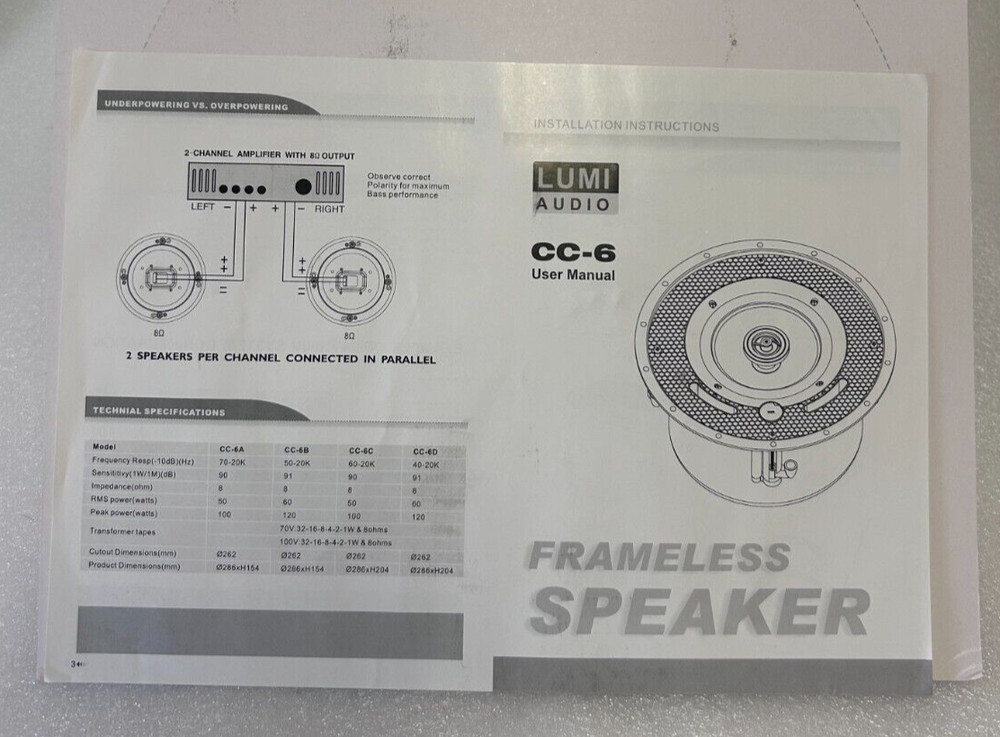 UNDERPOWERING VS. OVERPOWERING
2-CHANNEL AMPLIFIER WITH 8Ω OUTPUT
Observe correct
Polarity for maximum
Bass performance
LEFT − + + − RIGHT
+ +
+ +
= =
8Ω 8Ω
2 SPEAKERS PER CHANNEL CONNECTED IN PARALLEL
TECHNIAL SPECIFICATIONS
Model CC-6A CC-6B CC-6C CC-6D
Frequency Resp(-10dB)(Hz) 70-20K 50-20K 60-20K 40-20K
Sensitivity(1W/1M)(dB) 90 91 90 91
Impedance(ohm) 8 8 8 8
RMS power(watts) 50 60 50 60
Peak power(watts) 100 120 100 120
Transformer tapes 70V:32-16-8-4-2-1W & 8ohms
100V:32-16-8-4-2-1W & 8ohms
Cutout Dimensions(mm) Ø262 Ø262 Ø262 Ø262
Product Dimensions(mm) Ø286xH154 Ø286xH154 Ø286xH204 Ø286xH204
3
INSTALLATION INSTRUCTIONS
LUMI
AUDIO
CC-6
User Manual
FRAMELESS
SPEAKER